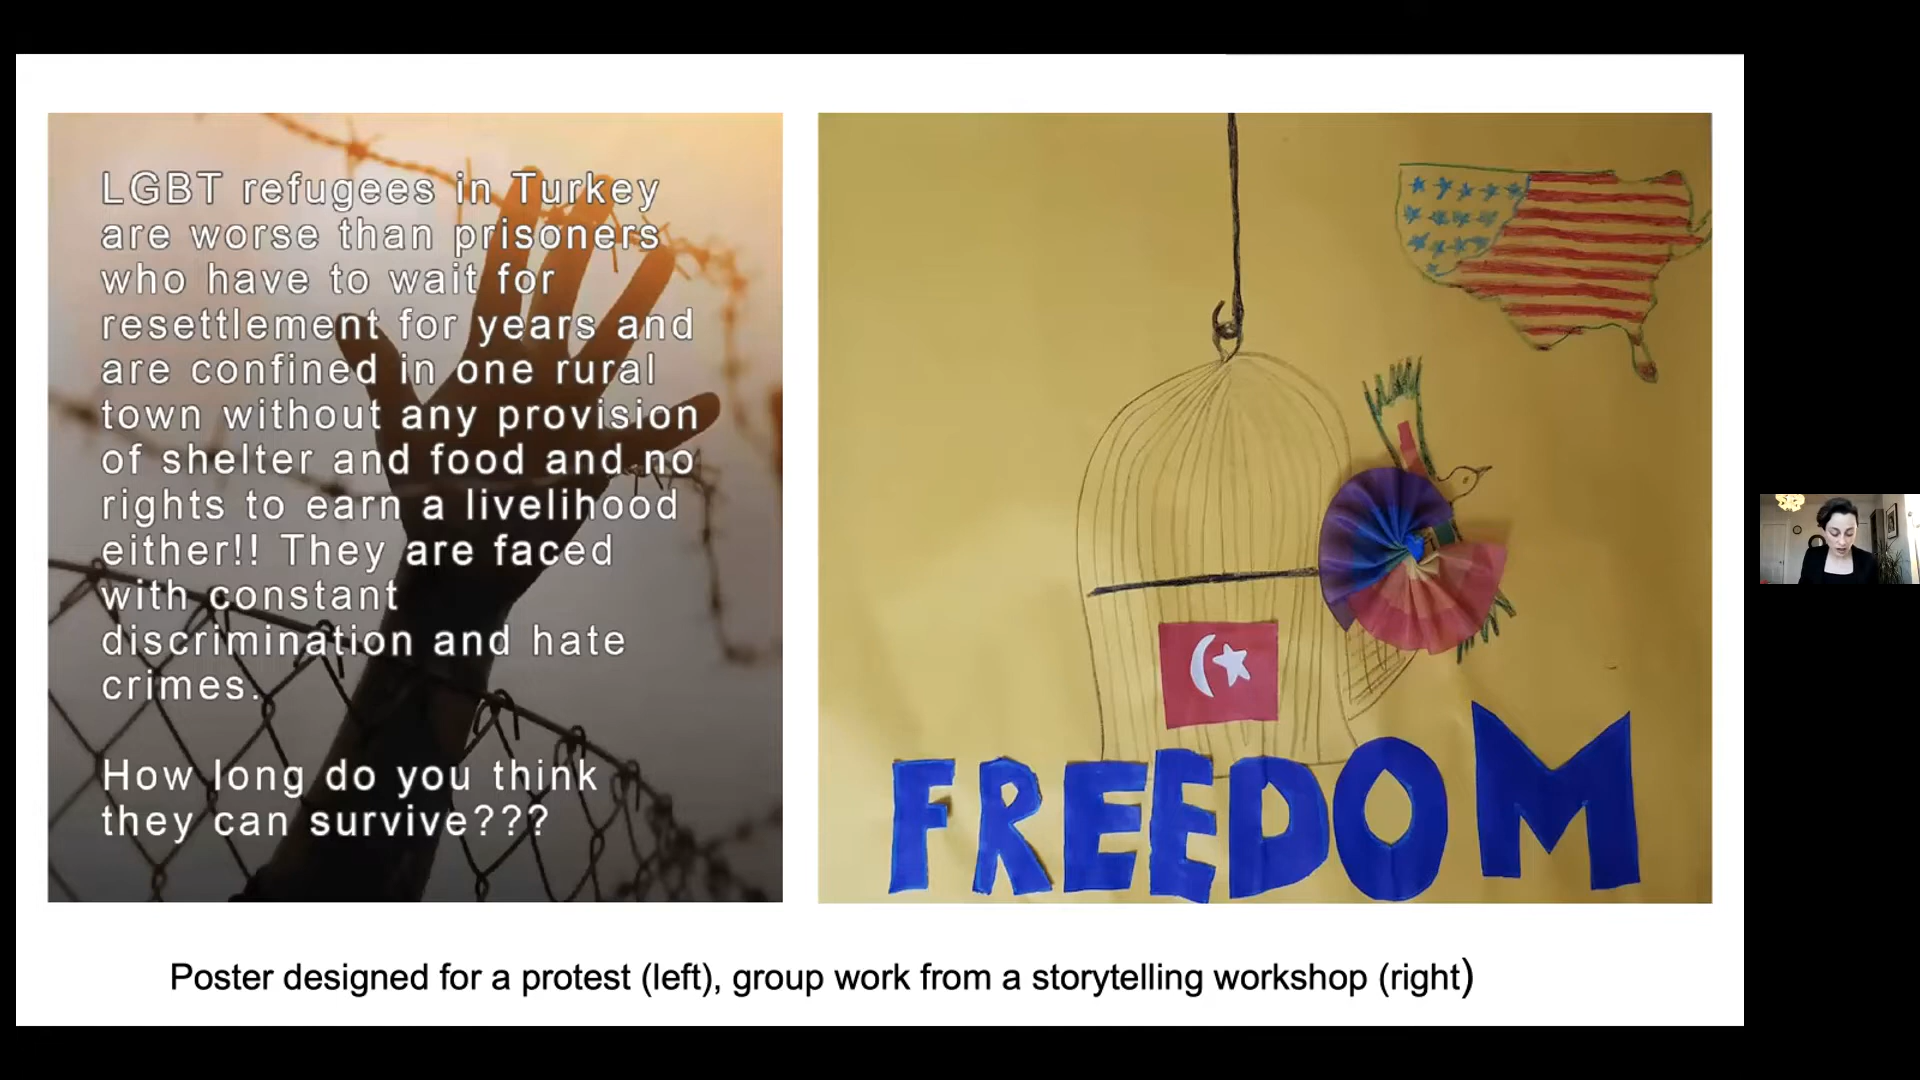 LGBT refugees in Turkey
are worse than prisoners
who have to wait for
resettlement for years and
are confined in one rural
town without any provision
of shelter and food and no
rights to earn a livelihood
either!! They are faced
with constant
discrimination and hate
crimes.
How long do you think
they can survive???
FREEDOM
Poster designed for a protest (left), group work from a storytelling workshop (right)